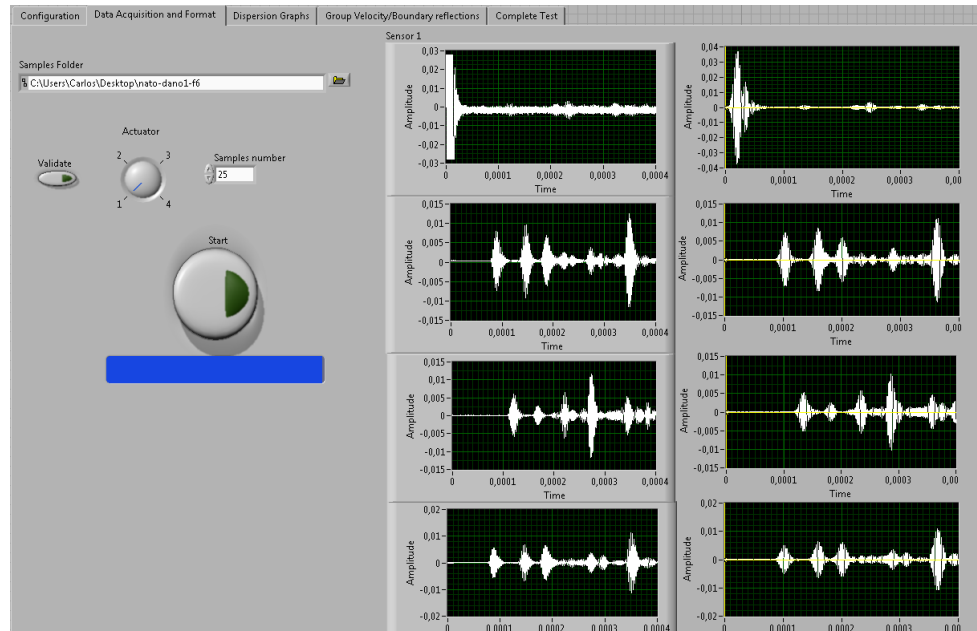 Configuration
Data Acquisition and Format
Dispersion Graphs
Group Velocity/Boundary reflections
Complete Test
Samples Folder
C:\Users\Carlos\Desktop\nato-dano1-f6
Validate
Actuator
2 3
1 4
Samples number
25
Start
Sensor 1
Amplitude
0,03
0,02
0,01
0
-0,01
-0,02
-0,03
0 0,0001 0,0002 0,0003 0,0004
Time
Amplitude
0,04
0,03
0,02
0,01
0,00
-0,01
-0,02
-0,03
-0,04
0 0,0001 0,0002 0,0003 0,00
Time
Amplitude
0,015
0,01
0,005
0
-0,005
-0,01
-0,015
0 0,0001 0,0002 0,0003 0,0004
Time
Amplitude
0,015
0,01
0,005
0
-0,005
-0,01
-0,015
0 0,0001 0,0002 0,0003 0,00
Time
Amplitude
0,015
0,01
0,005
0
-0,005
-0,01
-0,015
0 0,0001 0,0002 0,0003 0,0004
Time
Amplitude
0,015
0,01
0,005
0
-0,005
-0,01
-0,015
0 0,0001 0,0002 0,0003 0,00
Time
Amplitude
0,02
0,01
0
-0,01
-0,02
0 0,0001 0,0002 0,0003 0,0004
Time
Amplitude
0,02
0,01
0
-0,01
-0,02
0 0,0001 0,0002 0,0003 0,00